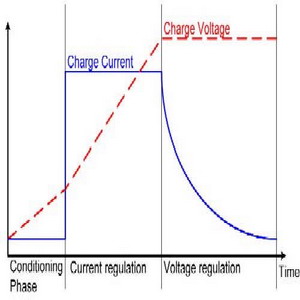 Charge Voltage
Charge Current
Time
Conditioning
Phase
Current regulation
Voltage regulation